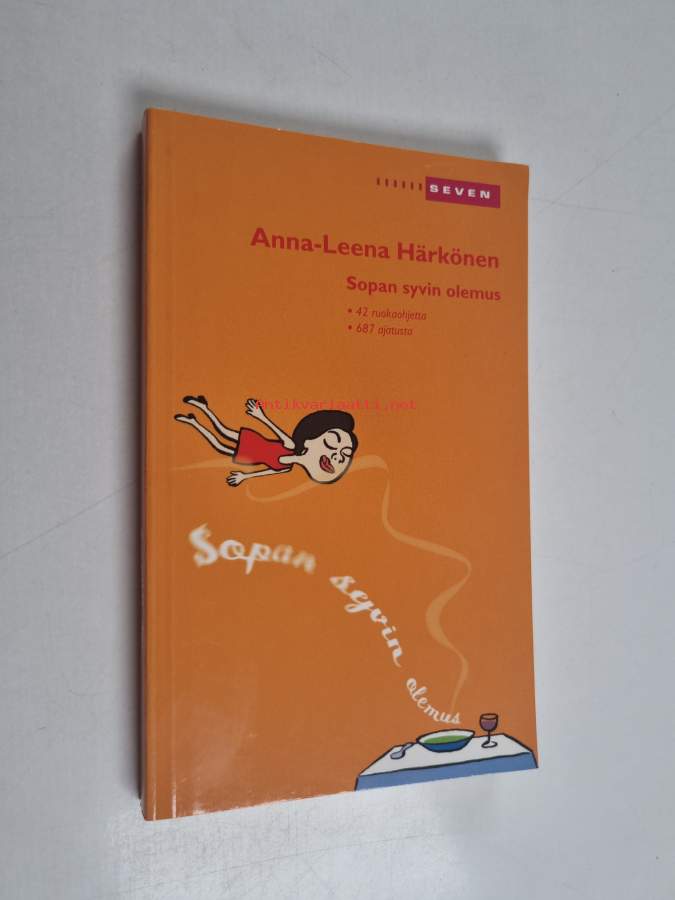 SEVEN
Anna-Leena Härkönen
Sopan syvin olemus
• 42 ruokaohjetta
• 687 ajatusta
Antikvariaatti.net
Sopan syvin olemus